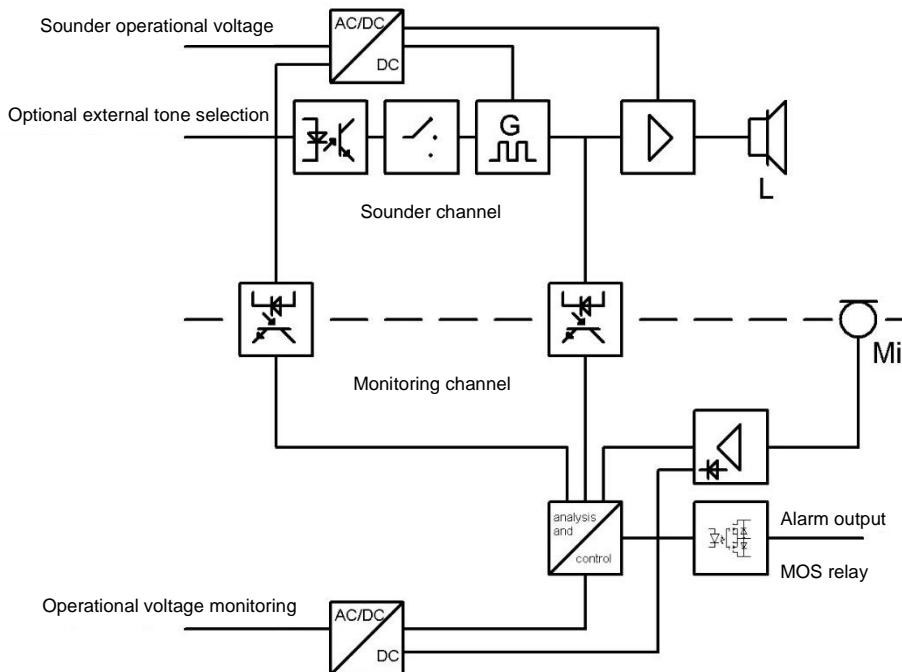 Sounder operational voltage
AC/DC
DC
Optional external tone selection
G
L
Sounder channel
Mi
Monitoring channel
analysis
and
control
Alarm output
MOS relay
Operational voltage monitoring
AC/DC
DC